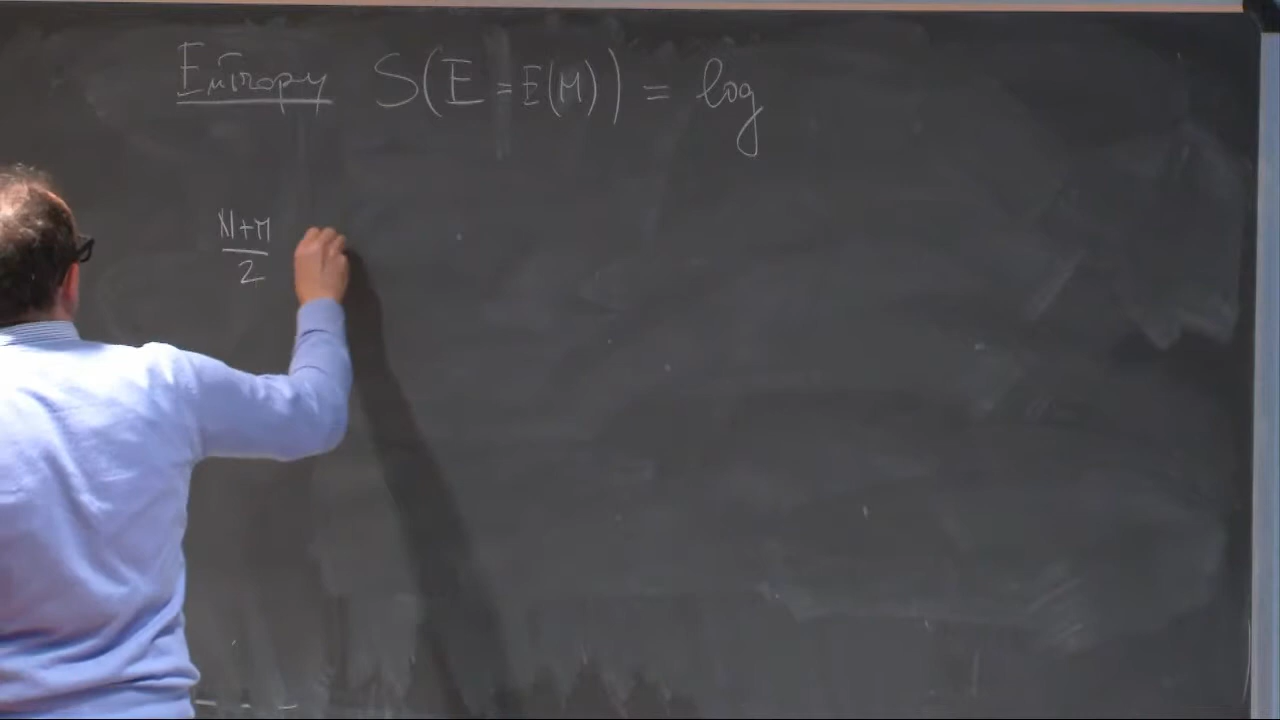 Entropy S(E = E(M)) = log
N+M
2